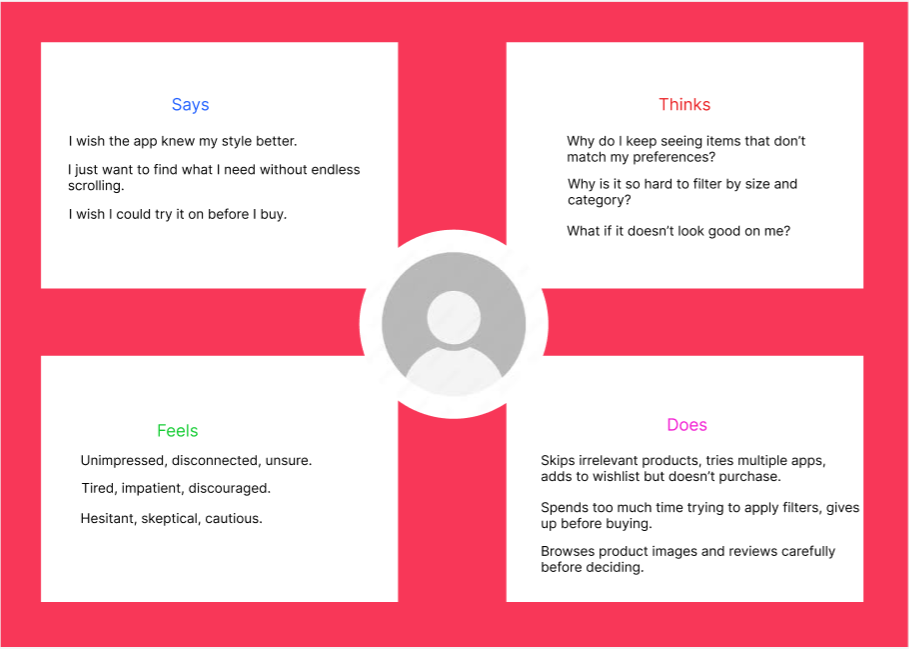 Says
I wish the app knew my style better.
I just want to find what I need without endless
scrolling.
I wish I could try it on before I buy.
Thinks
Why do I keep seeing items that don’t
match my preferences?
Why is it so hard to filter by size and
category?
What if it doesn’t look good on me?
Feels
Unimpressed, disconnected, unsure.
Tired, impatient, discouraged.
Hesitant, skeptical, cautious.
Does
Skips irrelevant products, tries multiple apps,
adds to wishlist but doesn’t purchase.
Spends too much time trying to apply filters, gives
up before buying.
Browses product images and reviews carefully
before deciding.